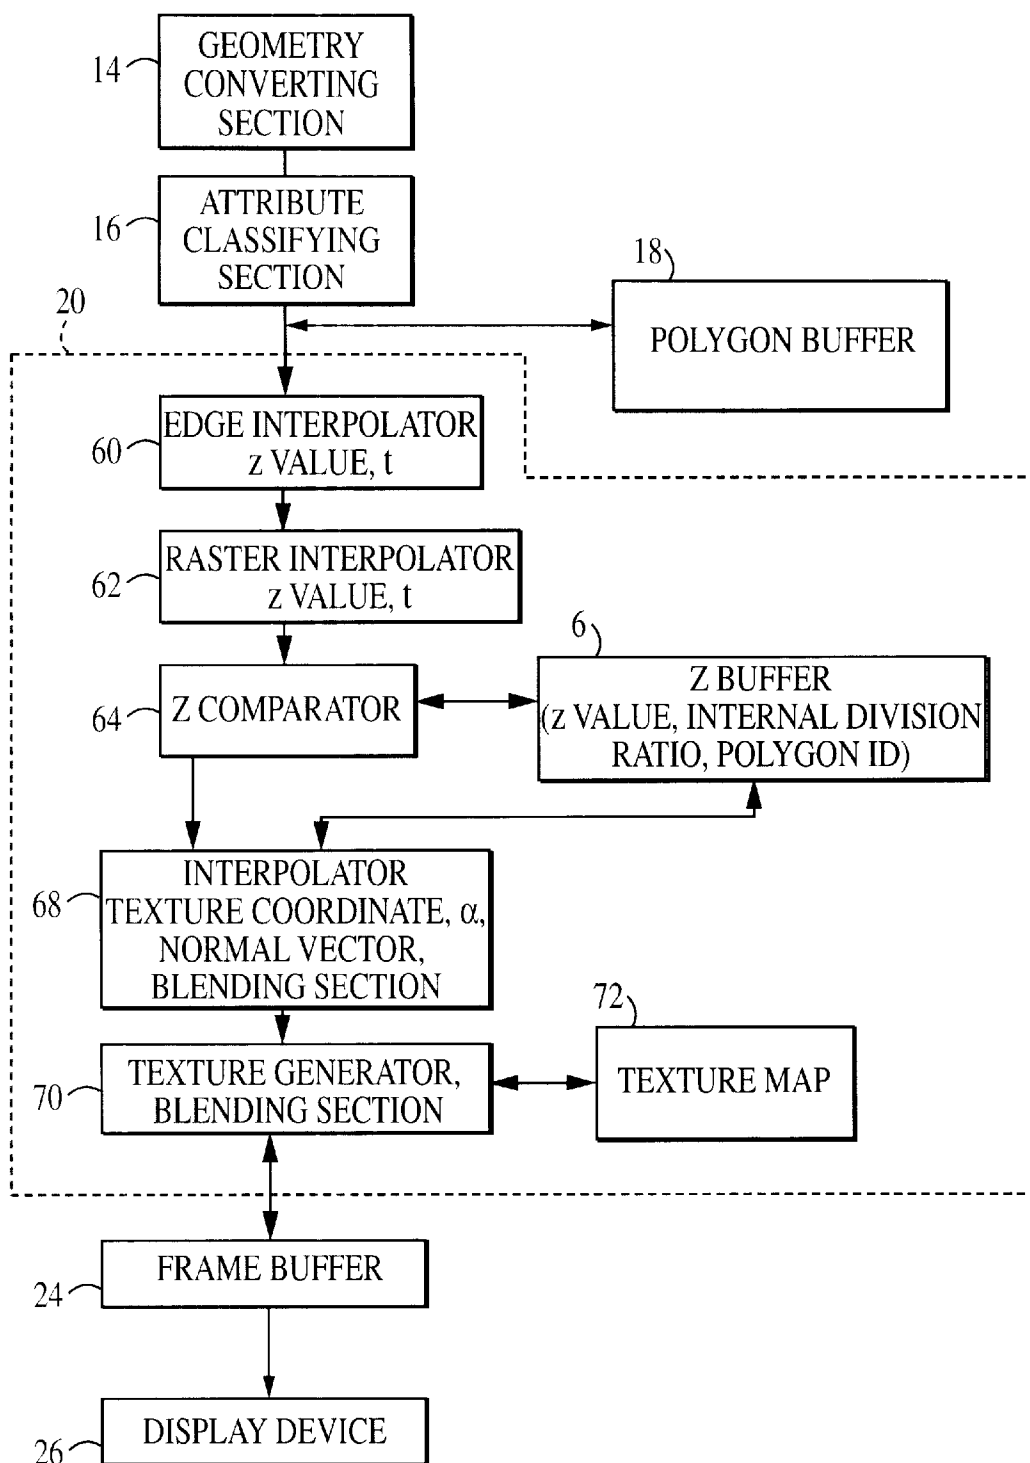 GEOMETRY
CONVERTING
SECTION
14
ATTRIBUTE
CLASSIFYING
SECTION
16
18
POLYGON BUFFER
20
EDGE INTERPOLATOR
z VALUE, t
60
RASTER INTERPOLATOR
z VALUE, t
62
Z COMPARATOR
64
6
Z BUFFER
(z VALUE, INTERNAL DIVISION
RATIO, POLYGON ID)
INTERPOLATOR
TEXTURE COORDINATE, α,
NORMAL VECTOR,
BLENDING SECTION
68
72
TEXTURE MAP
TEXTURE GENERATOR,
BLENDING SECTION
70
FRAME BUFFER
24
DISPLAY DEVICE
26